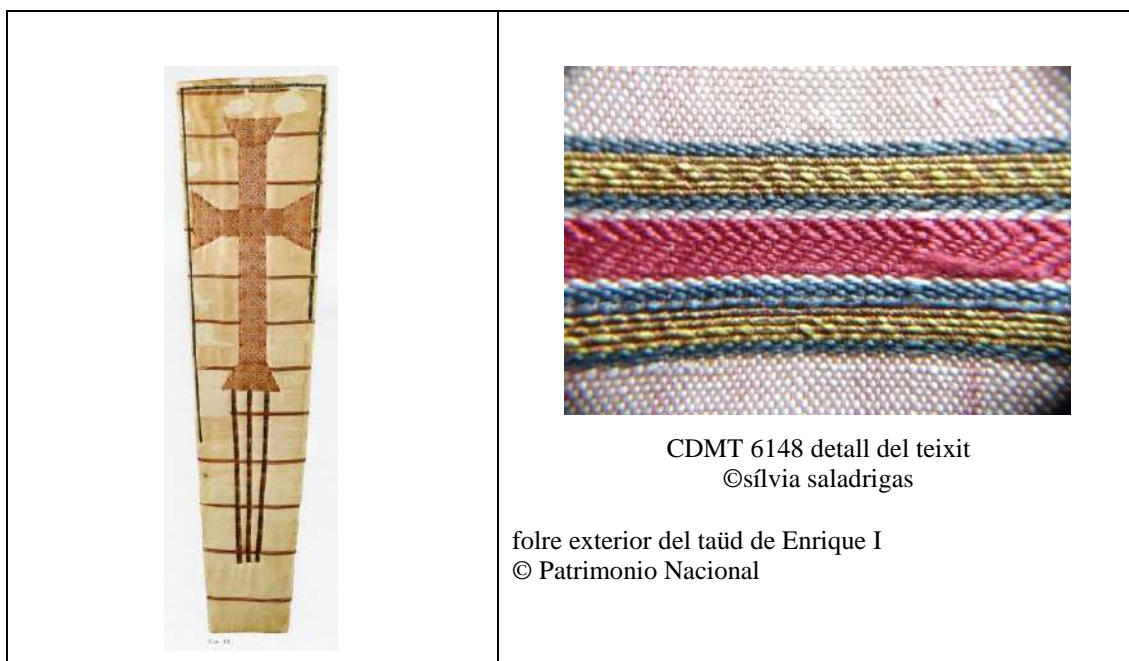 CDMT 6148 detall del teixit
©sílvia saladrigas
folre exterior del taüd de Enrique I
© Patrimonio Nacional